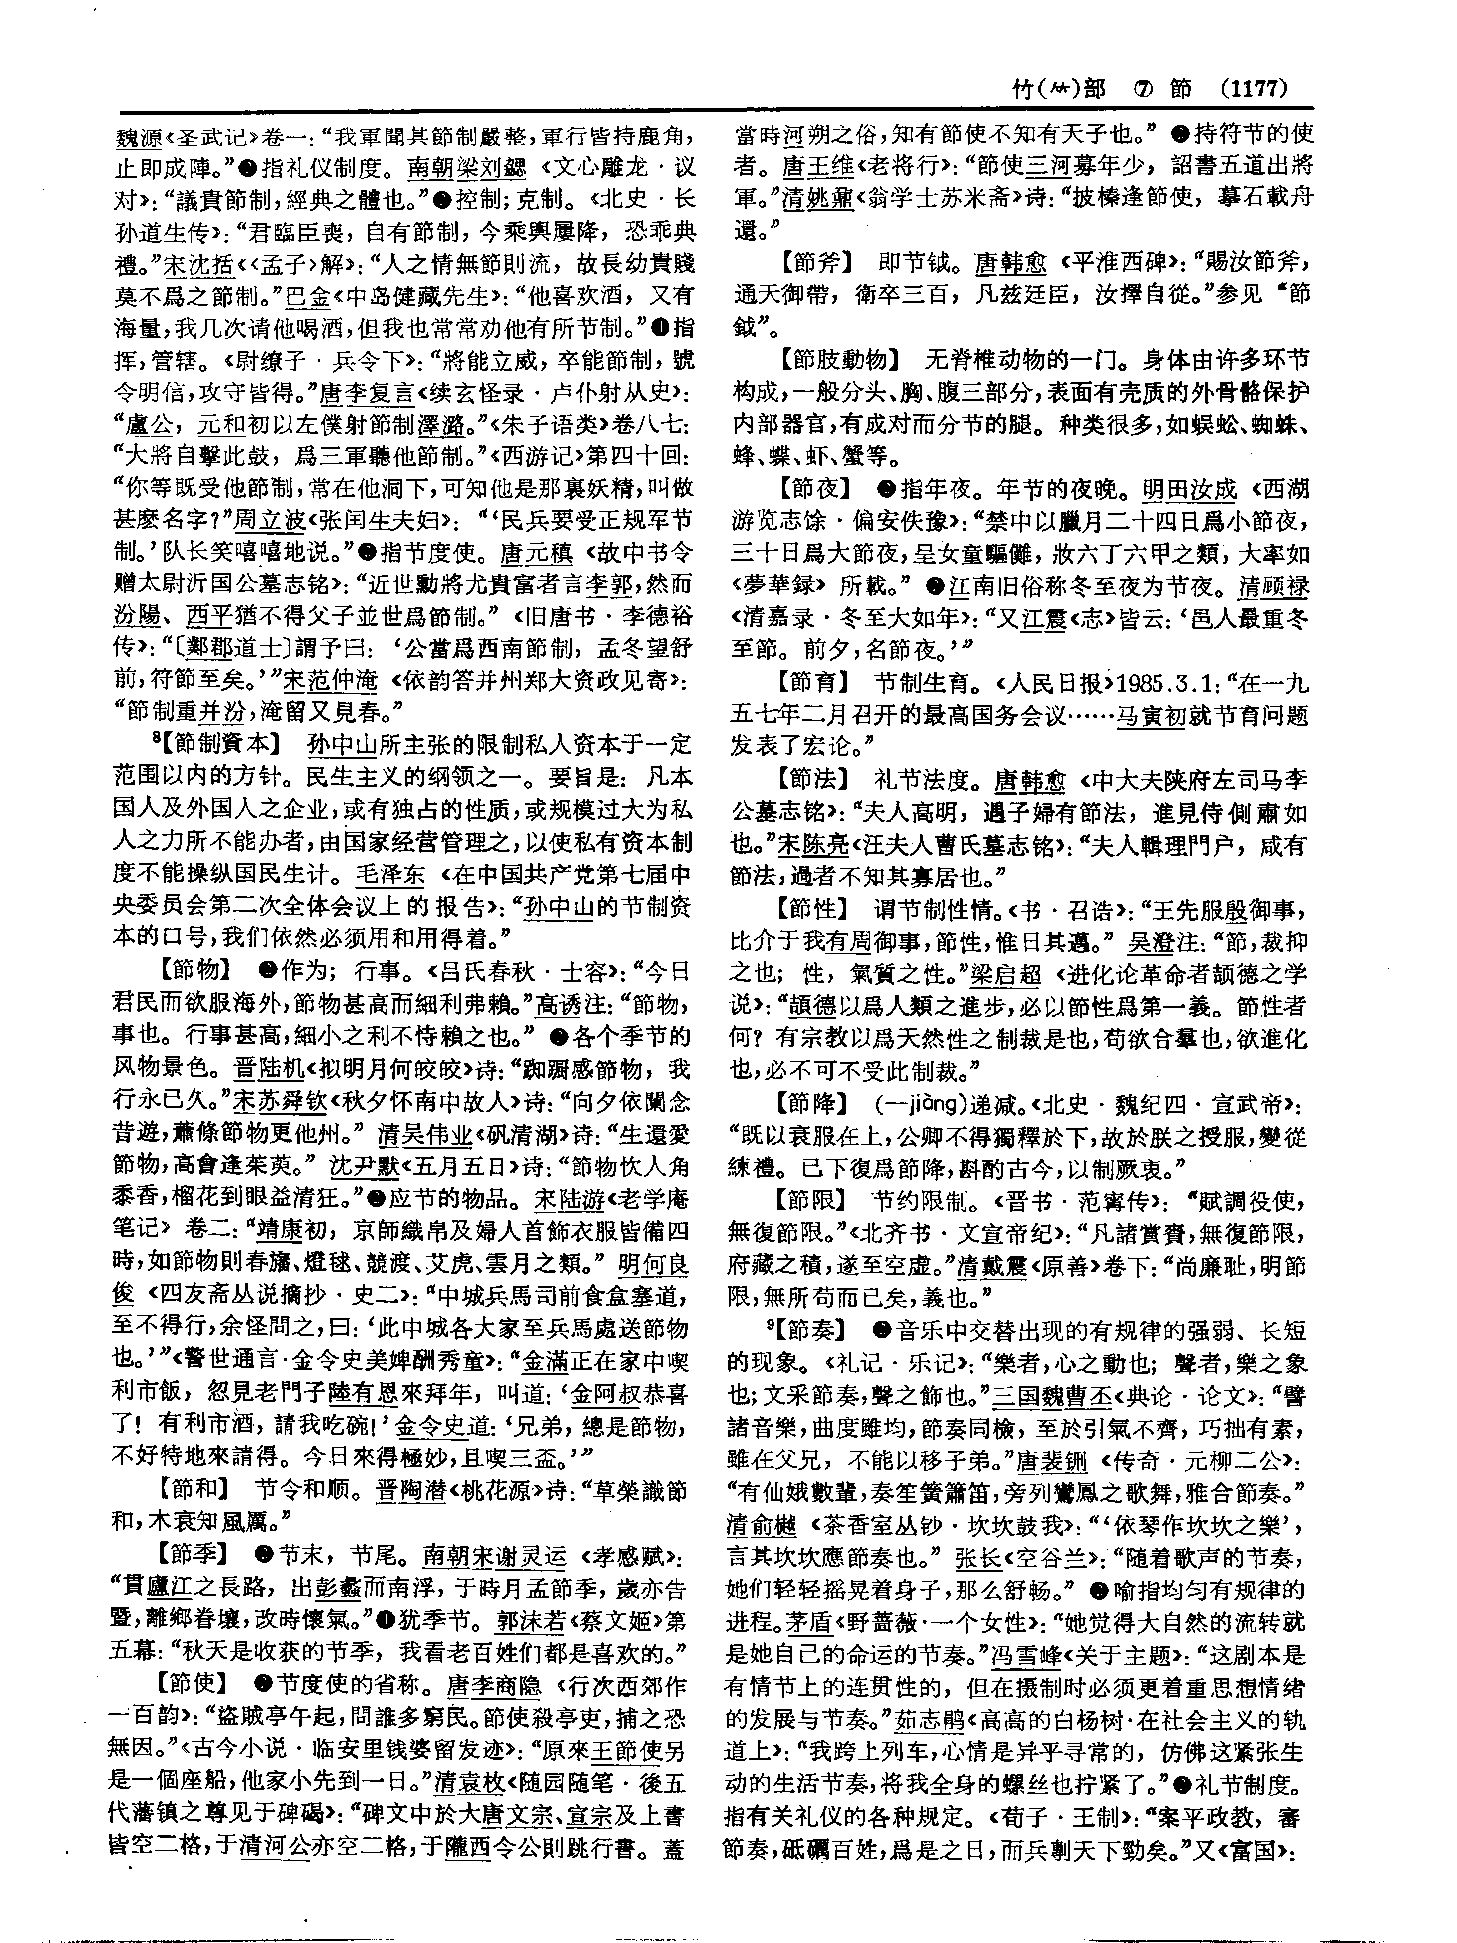 竹(⺮)部 ⑦ 節 (1177)
魏源《圣武记》卷一：“我軍聞其節制嚴整，軍行皆持鹿角，
止即成陣。”❷指礼仪制度。南朝梁刘勰《文心雕龙·议
对》：“議貴節制，經典之體也。”❸控制；克制。《北史·长
孙道生传》：“君臨臣喪，自有節制，今乘輿屢降，恐乖典
禮。”宋沈括《〈孟子〉解》：“人之情無節則流，故長幼貴賤
莫不爲之節制。”巴金《中岛健藏先生》：“他喜欢酒，又有
海量，我几次请他喝酒，但我也常常劝他有所节制。”❹指
挥，管辖。《尉缭子·兵令下》：“將能立威，卒能節制，號
令明信，攻守皆得。”唐李复言《续玄怪录·卢仆射从史》：
“盧公，元和初以左僕射節制澤潞。”《朱子语类》卷八七：
“大將自擊此鼓，爲三軍聽他節制。”《西游记》第四十回：
“你等既受他節制，常在他洞下，可知他是那裏妖精，叫做
甚麽名字？”周立波《张闰生夫妇》：“‘民兵要受正规军节
制。’队长笑嘻嘻地说。”❺指节度使。唐元稹《故中书令
赠太尉沂国公墓志铭》：“近世勳將尤貴富者言李郭，然而
汾陽、西平猶不得父子並世爲節制。”《旧唐书·李德裕
传》：“〔鄴郡道士〕謂予曰：‘公當爲西南節制，孟冬望舒
前，符節至矣。’”宋范仲淹《依韵答并州郑大资政见寄》：
“節制重并汾，淹留又見春。”
⁸【節制資本】 孙中山所主张的限制私人资本于一定
范围以内的方针。民生主义的纲领之一。要旨是：凡本
国人及外国人之企业，或有独占的性质，或规模过大为私
人之力所不能办者，由国家经营管理之，以使私有资本制
度不能操纵国民生计。毛泽东《在中国共产党第七届中
央委员会第二次全体会议上的报告》：“孙中山的节制资
本的口号，我们依然必须用和用得着。”
【節物】 ❶作为；行事。《吕氏春秋·士容》：“今日
君民而欲服海外，節物甚高而細利弗賴。”高诱注：“節物，
事也。行事甚高，細小之利不恃賴之也。”❷各个季节的
风物景色。晋陆机《拟明月何皎皎》诗：“踟躕感節物，我
行永已久。”宋苏舜钦《秋夕怀南中故人》诗：“向夕依闌念
昔遊，蕭條節物更他州。”清吴伟业《矾清湖》诗：“生還愛
節物，高會逢茱萸。”沈尹默《五月五日》诗：“節物饮人角
黍香，榴花到眼益清狂。”❸应节的物品。宋陆游《老学庵
笔记》卷二：“靖康初，京師織帛及婦人首飾衣服皆備四
時，如節物則春旛、燈毬、競渡、艾虎、雲月之類。”明何良
俊《四友斋丛说摘抄·史二》：“中城兵馬司前食盒塞道，
至不得行，余怪問之，曰：‘此中城各大家至兵馬處送節物
也。’”《警世通言·金令史美婢酬秀童》：“金滿正在家中喫
利市飯，忽見老門子陸有恩來拜年，叫道：‘金阿叔恭喜
了！有利市酒，請我吃碗！’金令史道：‘兄弟，總是節物，
不好特地來請得。今日來得極妙，且喫三盃。’”
【節和】 节令和顺。晋陶潜《桃花源》诗：“草榮識節
和，木衰知風厲。”
【節季】 ❶节末，节尾。南朝宋谢灵运《孝感赋》：
“貫廬江之長路，出彭蠡而南浮，于時月孟節季，歲亦告
暨，離鄉眷壤，改時懷氣。”❷犹季节。郭沫若《蔡文姬》第
五幕：“秋天是收获的节季，我看老百姓们都是喜欢的。”
【節使】 ❶节度使的省称。唐李商隐《行次西郊作
一百韵》：“盜賊亭午起，問誰多窮民。節使殺亭吏，捕之恐
無因。”《古今小说·临安里钱婆留发迹》：“原來王節使另
是一個座船，他家小先到一日。”清袁枚《随园随笔·後五
代藩镇之尊见于碑碣》：“碑文中於大唐文宗、宣宗及上書
皆空二格，于清河公亦空二格，于隴西令公則跳行書。蓋
當時河朔之俗，知有節使不知有天子也。”❷持符节的使
者。唐王维《老将行》：“節使三河募年少，詔書五道出將
軍。”清姚鼐《翁学士苏米斋》诗：“披榛逢節使，摹石載舟
還。”
【節斧】 即节钺。唐韩愈《平淮西碑》：“賜汝節斧，
通天御帶，衛卒三百，凡茲廷臣，汝擇自從。”参见“節
鉞”。
【節肢動物】 无脊椎动物的一门。身体由许多环节
构成，一般分头、胸、腹三部分，表面有壳质的外骨骼保护
内部器官，有成对而分节的腿。种类很多，如蜈蚣、蜘蛛、
蜂、蝶、虾、蟹等。
【節夜】 ❶指年夜。年节的夜晚。明田汝成《西湖
游览志馀·偏安佚豫》：“禁中以臘月二十四日爲小節夜，
三十日爲大節夜，呈女童驅儺，妝六丁六甲之類，大率如
《夢華録》所載。”❷江南旧俗称冬至夜为节夜。清顾禄
《清嘉录·冬至大如年》：“又江震《志》皆云：‘邑人最重冬
至節。前夕，名節夜。’”
【節育】 节制生育。《人民日报》1985.3.1：“在一九
五七年二月召开的最高国务会议……马寅初就节育问题
发表了宏论。”
【節法】 礼节法度。唐韩愈《中大夫陕府左司马李
公墓志铭》：“夫人高明，遇子婦有節法，進見侍側肅如
也。”宋陈亮《汪夫人曹氏墓志铭》：“夫人輯理門户，咸有
節法，過者不知其寡居也。”
【節性】 谓节制性情。《书·召诰》：“王先服殷御事，
比介于我有周御事，節性，惟日其邁。”吴澄注：“節，裁抑
之也；性，氣質之性。”梁启超《进化论革命者颉德之学
说》：“頡德以爲人類之進步，必以節性爲第一義。節性者
何？有宗教以爲天然性之制裁是也，苟欲合羣也，欲進化
也，必不可不受此制裁。”
【節降】 （—jiàng）递减。《北史·魏纪四·宣武帝》：
“既以衰服在上，公卿不得獨釋於下，故於朕之授服，變從
練禮。已下復爲節降，斟酌古今，以制厥衷。”
【節限】 节约限制。《晋书·范甯传》：“賦調役使，
無復節限。”《北齐书·文宣帝纪》：“凡諸賞賚，無復節限，
府藏之積，遂至空虚。”清戴震《原善》卷下：“尚廉耻，明節
限，無所苟而已矣，義也。”
⁹【節奏】 ❶音乐中交替出现的有规律的强弱、长短
的现象。《礼记·乐记》：“樂者，心之動也；聲者，樂之象
也；文采節奏，聲之飾也。”三国魏曹丕《典论·论文》：“譬
諸音樂，曲度雖均，節奏同檢，至於引氣不齊，巧拙有素，
雖在父兄，不能以移子弟。”唐裴铏《传奇·元柳二公》：
“有仙娥數輩，奏笙簧簫笛，旁列鸞鳳之歌舞，雅合節奏。”
清俞樾《茶香室丛钞·坎坎鼓我》：“‘依琴作坎坎之樂’，
言其坎坎應節奏也。”张长《空谷兰》：“随着歌声的节奏，
她们轻轻摇晃着身子，那么舒畅。”❷喻指均匀有规律的
进程。茅盾《野蔷薇·一个女性》：“她觉得大自然的流转就
是她自己的命运的节奏。”冯雪峰《关于主题》：“这剧本是
有情节上的连贯性的，但在摄制时必须更着重思想情绪
的发展与节奏。”茹志鹃《高高的白杨树·在社会主义的轨
道上》：“我跨上列车，心情是异乎寻常的，仿佛这紧张生
动的生活节奏，将我全身的螺丝也拧紧了。”❸礼节制度。
指有关礼仪的各种规定。《荀子·王制》：“案平政教，審
節奏，砥礪百姓，爲是之日，而兵剸天下勁矣。”又《富国》：